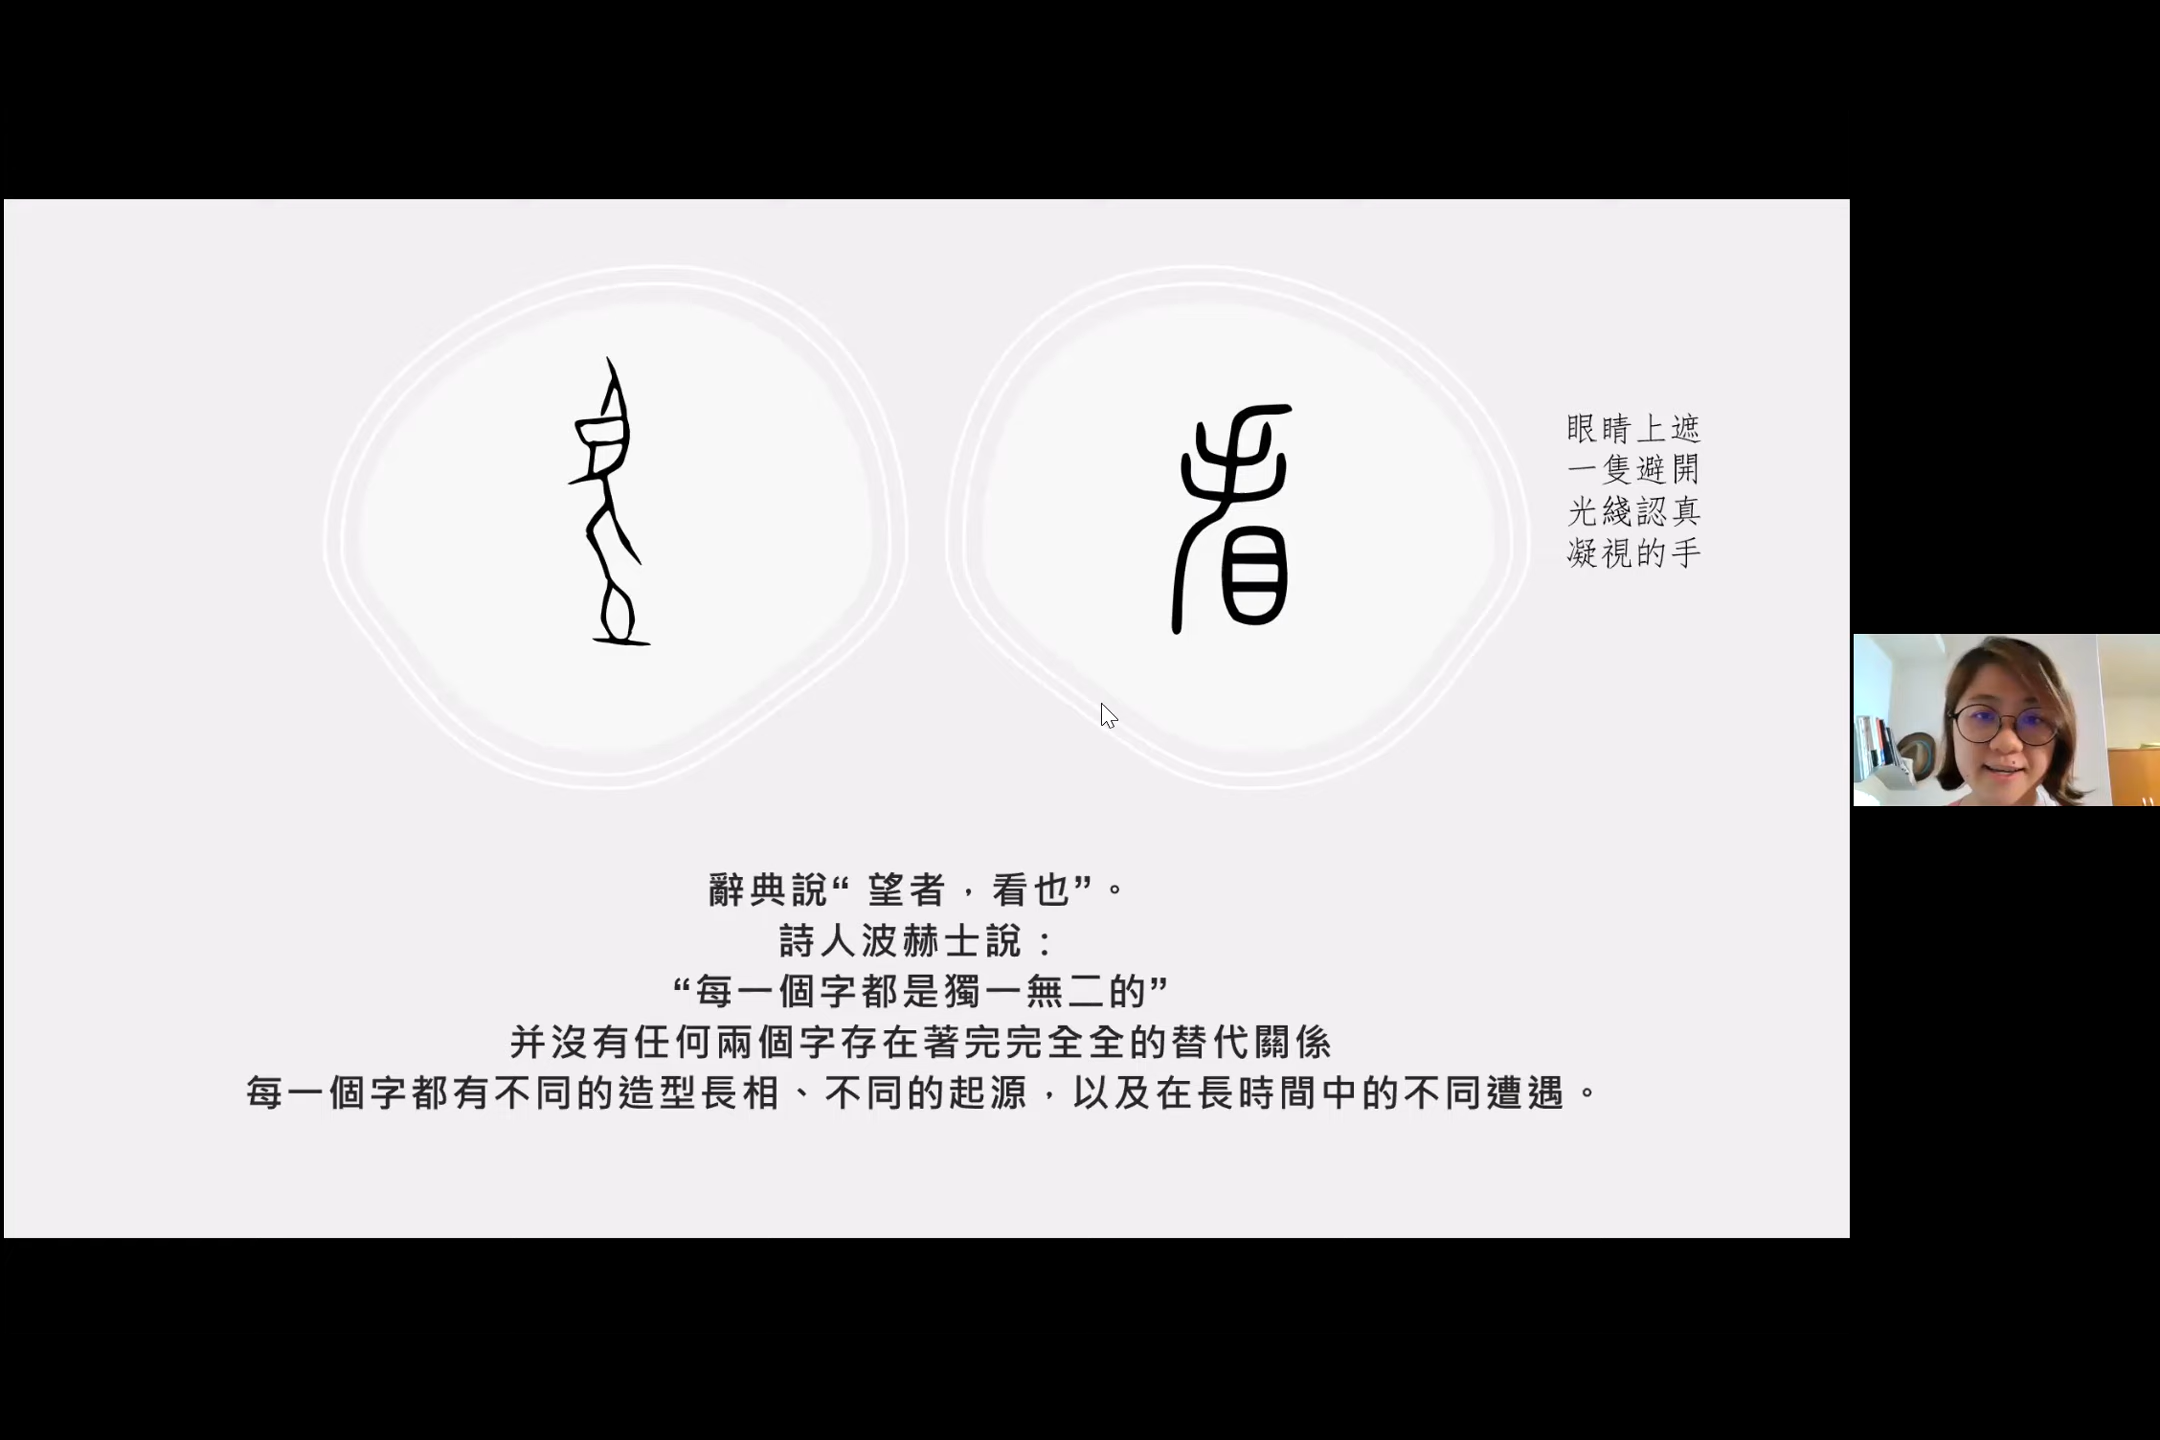 看
眼睛上遮
一隻避開
光綫認真
凝視的手
辭典說“ 望者，看也”。
詩人波赫士說：
“每一個字都是獨一無二的”
并沒有任何兩個字存在著完完全全的替代關係
每一個字都有不同的造型長相、不同的起源，以及在長時間中的不同遭遇。